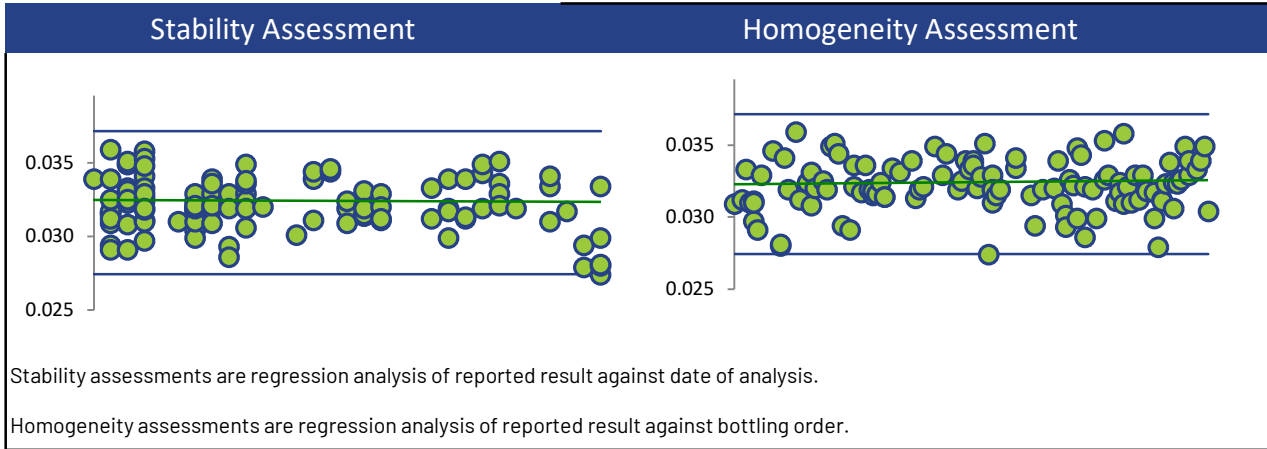 Stability Assessment
Homogeneity Assessment
0.035
0.030
0.025
0.035
0.030
0.025
Stability assessments are regression analysis of reported result against date of analysis.
Homogeneity assessments are regression analysis of reported result against bottling order.